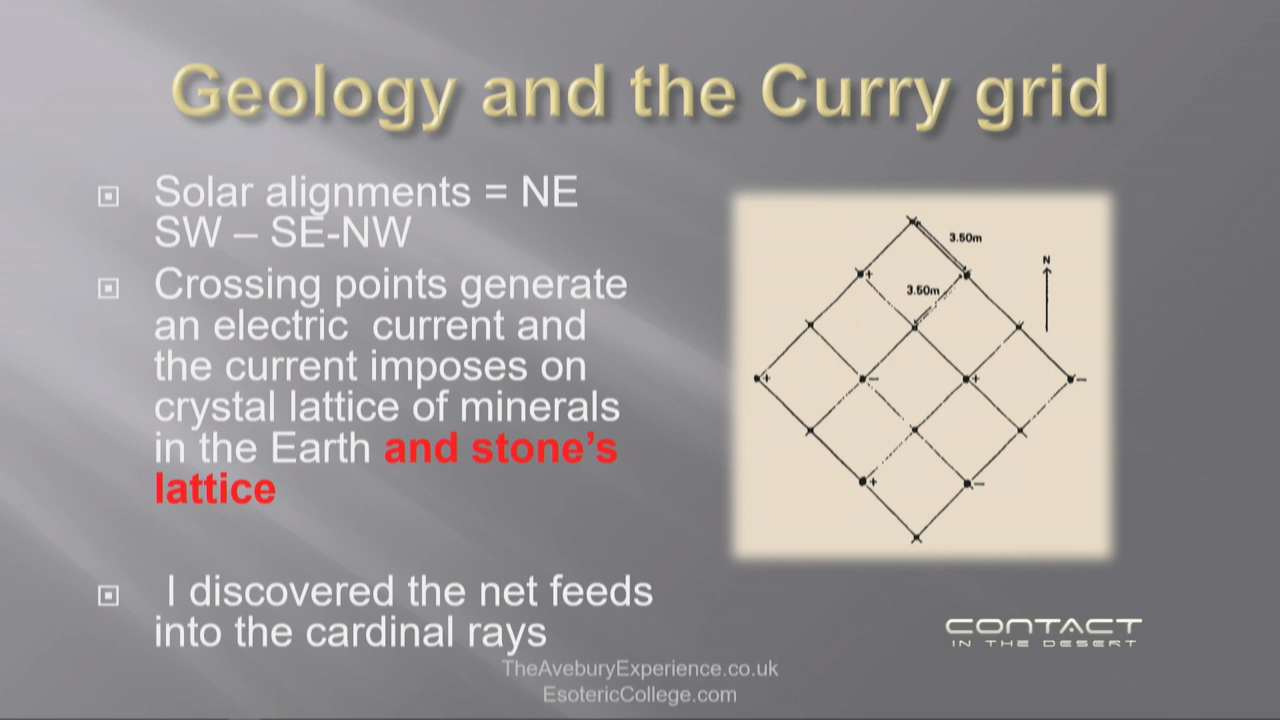 Geology and the Curry grid
Solar alignments = NE
SW – SE-NW
Crossing points generate
an electric current and
the current imposes on
crystal lattice of minerals
in the Earth and stone's
lattice
I discovered the net feeds
into the cardinal rays
3.50m
N
+
3.50m
+
–
+
–
+
–
CONTACT
IN THE DESERT
TheAveburyExperience.co.uk
EsotericCollege.com